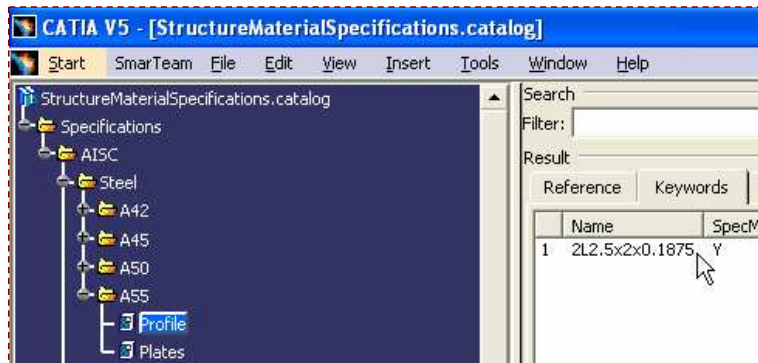 CATIA V5 - [StructureMaterialSpecifications.catalog]
Start SmarTeam File Edit View Insert Tools Window Help
StructureMaterialSpecifications.catalog
Specifications
AISC
Steel
A42
A45
A50
A55
Profile
Plates
Search
Filter:
Result
Reference Keywords
Name SpecM
1 2L2.5x2x0.1875 Y